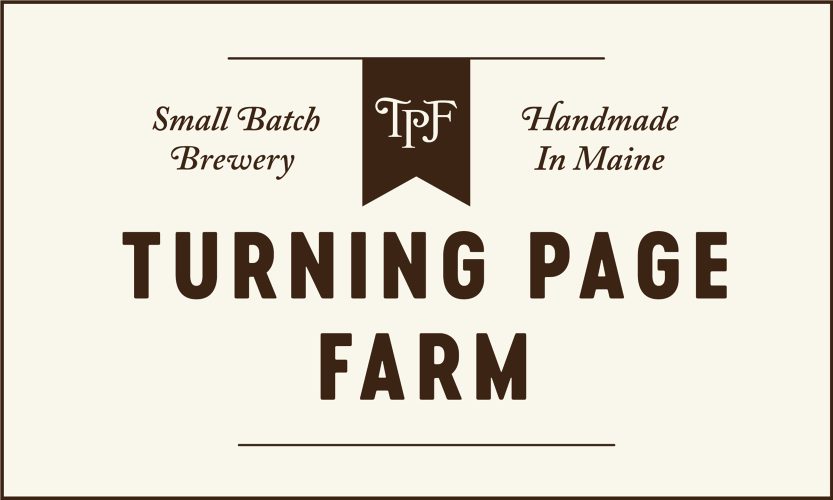 Small Batch
Brewery
TPF
Handmade
In Maine
TURNING PAGE
FARM